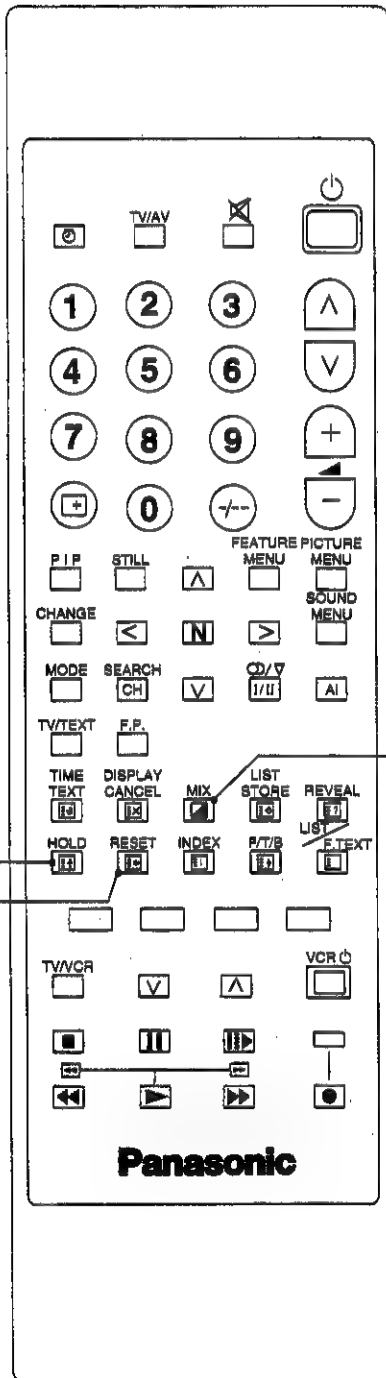 TV/AV
1 2 3
4 5 6
7 8 9
0 -/--
+
−
FEATURE PICTURE
PIP STILL MENU MENU
SOUND
CHANGE N MENU
MODE SEARCH
CH I/II AI
TV/TEXT F.P.
TIME DISPLAY LIST
TEXT CANCEL MIX STORE REVEAL
LIST
HOLD RESET INDEX F/T/B F.TEXT
TV/VCR VCR
Panasonic